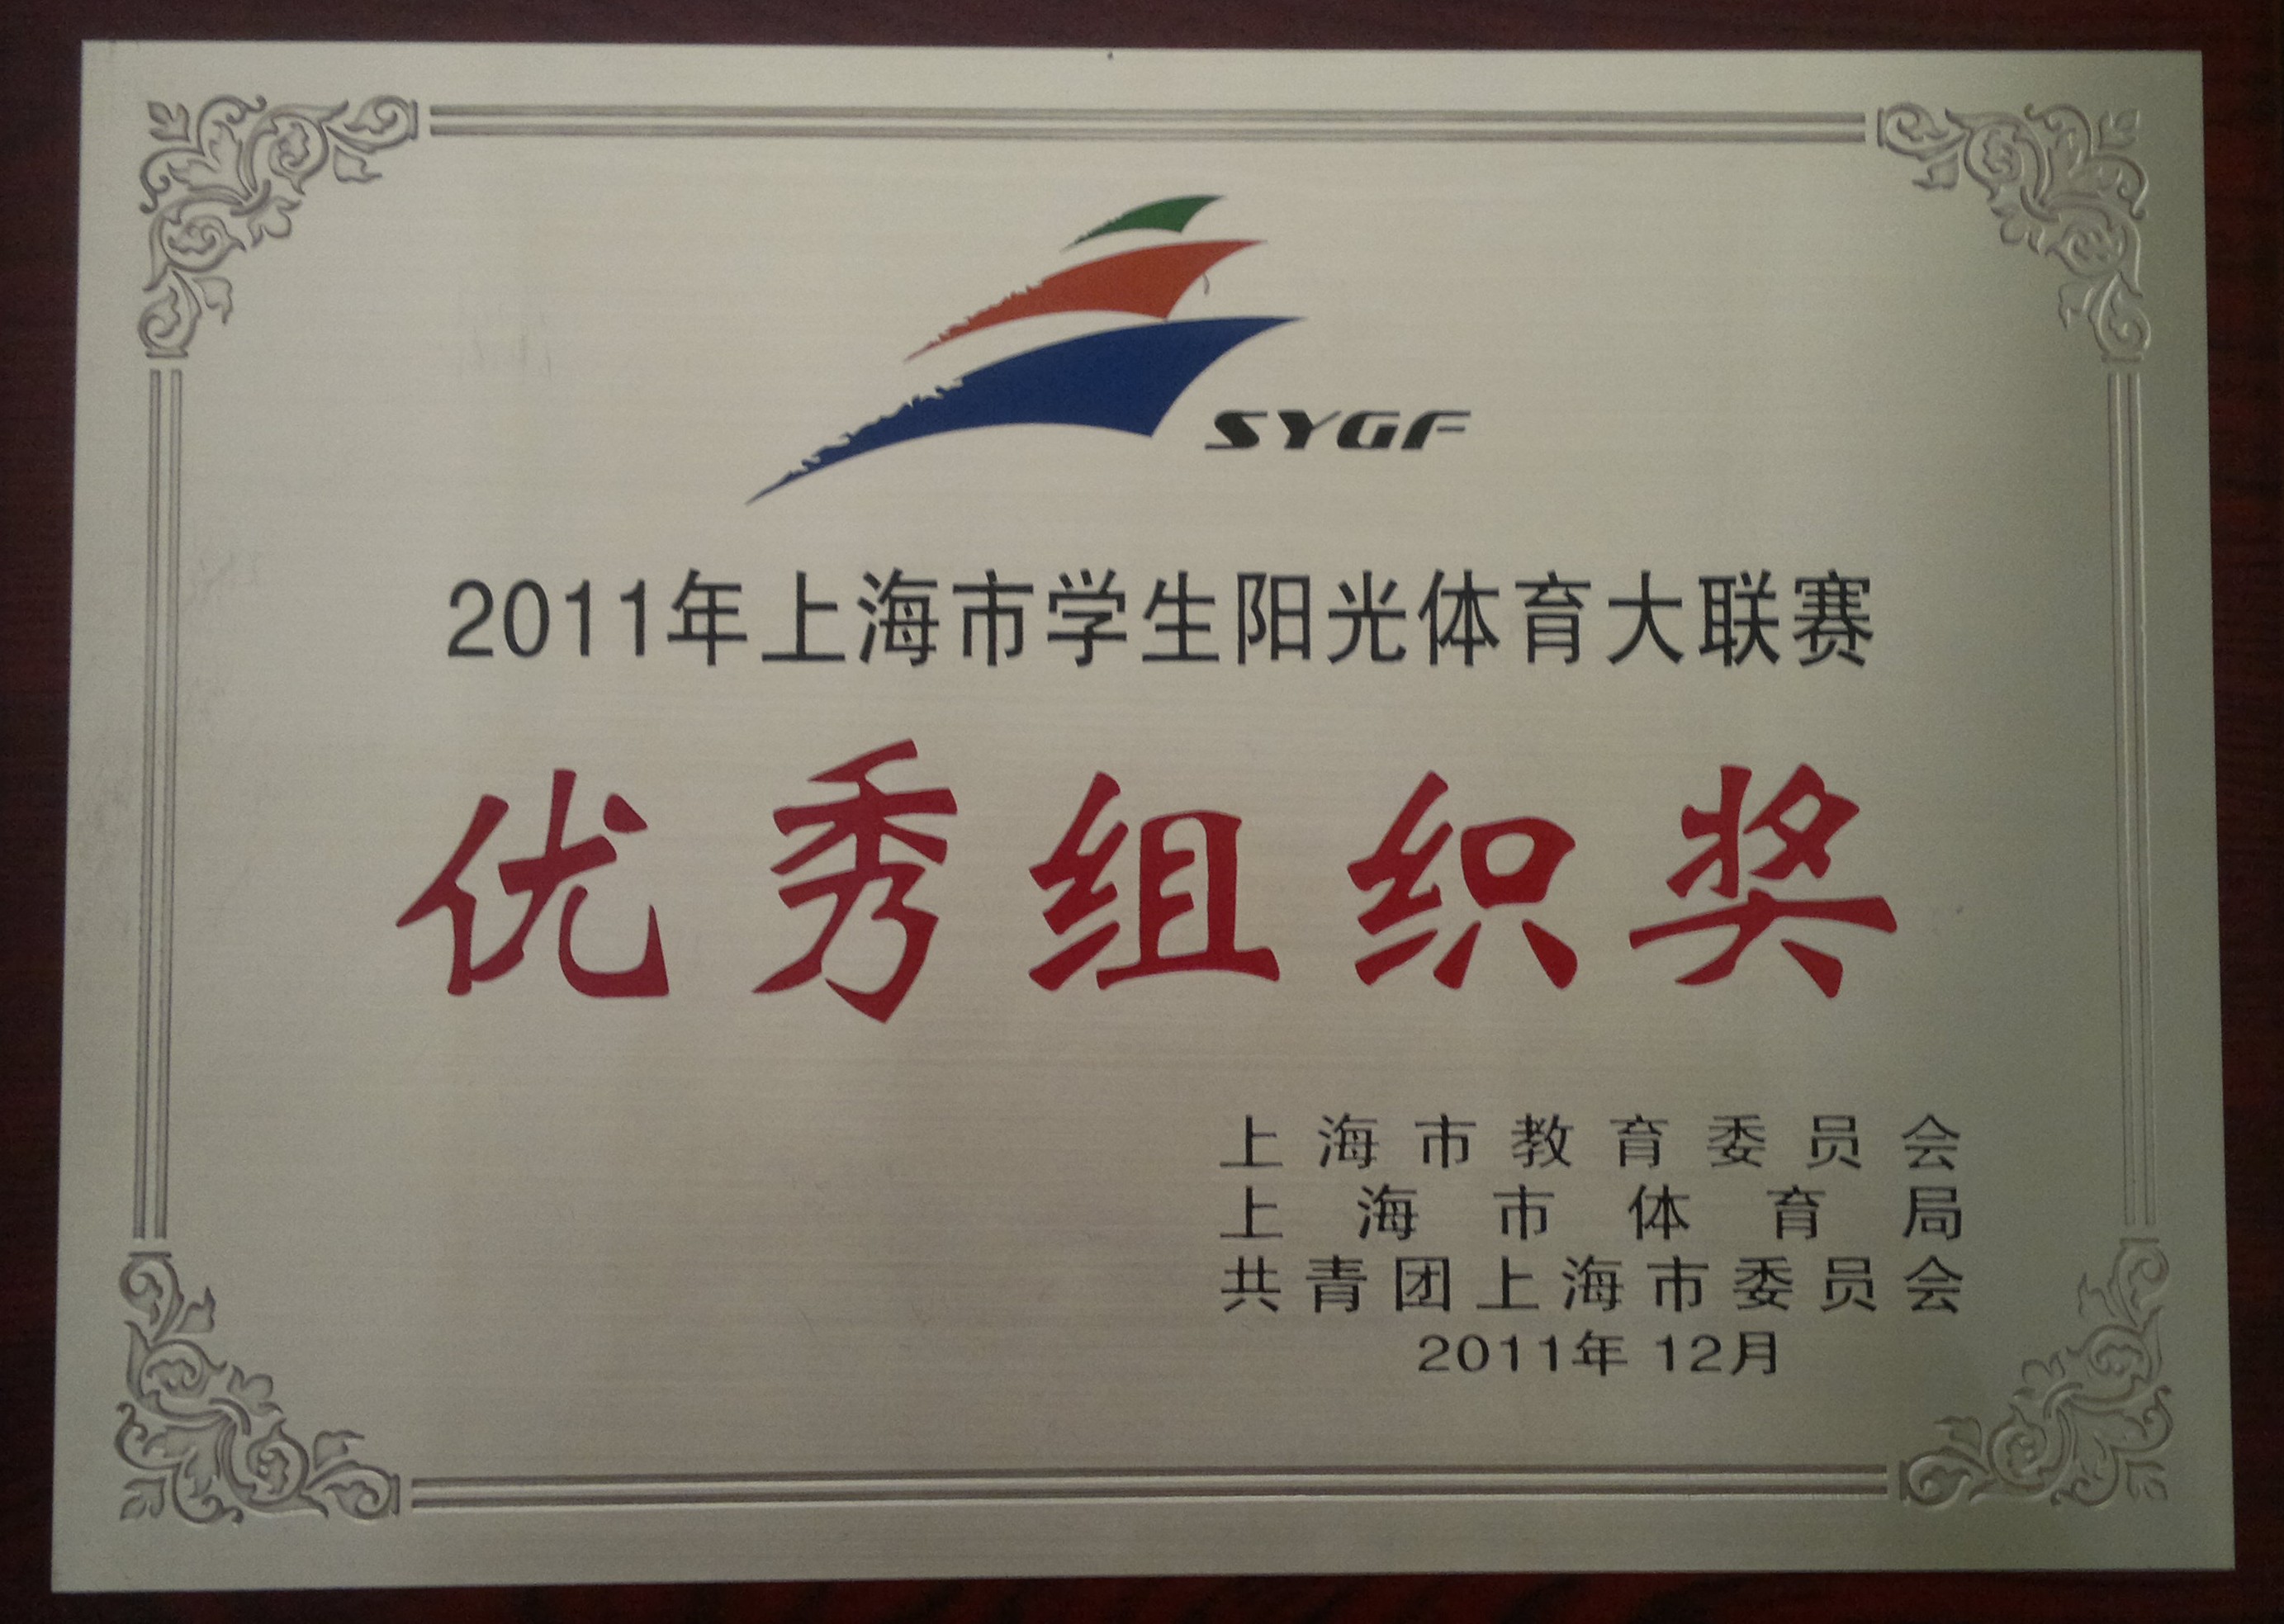 SYGF
2011年上海市学生阳光体育大联赛
优秀组织奖
上海市教育委员会
上海市体育局
共青团上海市委员会
2011年 12月